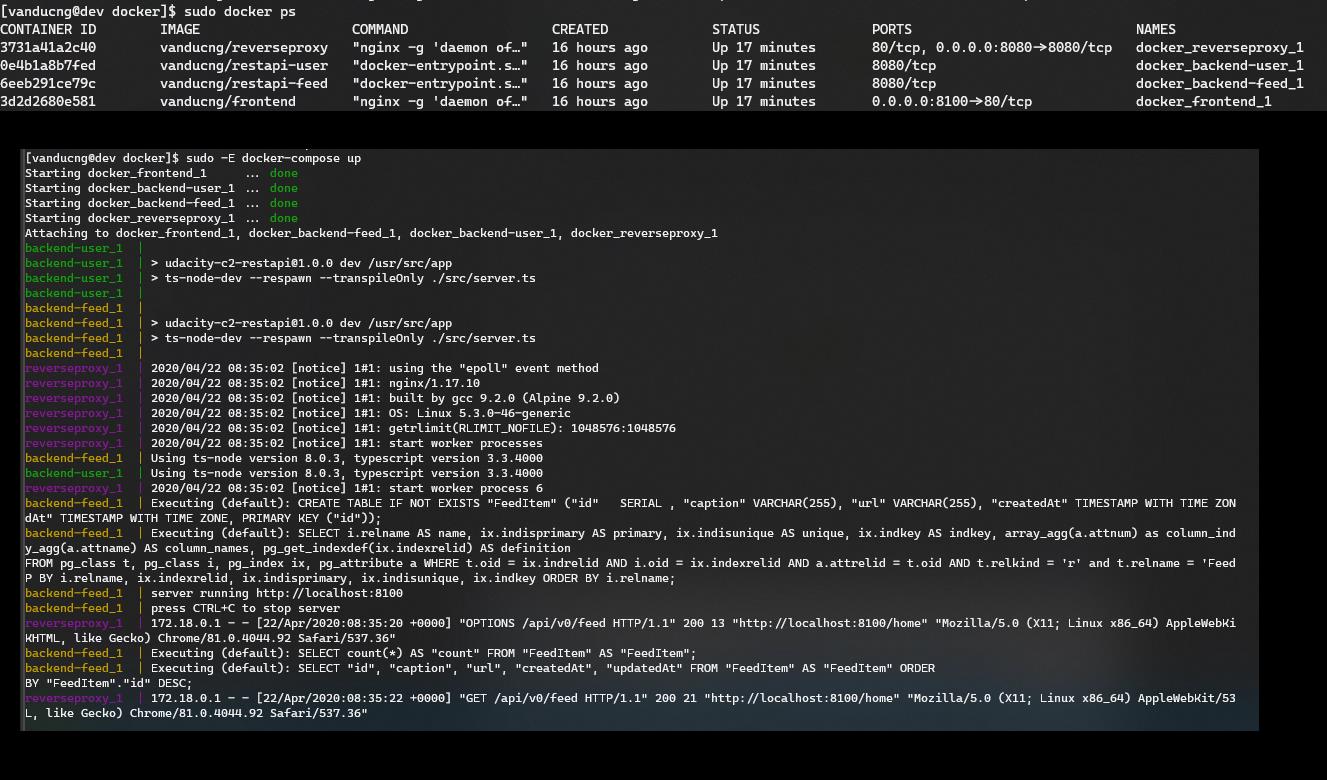 [vanducng@dev docker]$ sudo docker ps
CONTAINER ID        IMAGE                   COMMAND                  CREATED             STATUS              PORTS                            NAMES
3731a41a2c40        vanducng/reverseproxy   "nginx -g 'daemon of…"   16 hours ago        Up 17 minutes       80/tcp, 0.0.0.0:8080->8080/tcp   docker_reverseproxy_1
0e4b1a8b7fed        vanducng/restapi-user   "docker-entrypoint.s…"   16 hours ago        Up 17 minutes       8080/tcp                         docker_backend-user_1
6eeb291ce79c        vanducng/restapi-feed   "docker-entrypoint.s…"   16 hours ago        Up 17 minutes       8080/tcp                         docker_backend-feed_1
3d2d2680e581        vanducng/frontend       "nginx -g 'daemon of…"   16 hours ago        Up 17 minutes       0.0.0.0:8100->80/tcp             docker_frontend_1
[vanducng@dev docker]$ sudo -E docker-compose up
Starting docker_frontend_1     ... done
Starting docker_backend-user_1 ... done
Starting docker_backend-feed_1 ... done
Starting docker_reverseproxy_1 ... done
Attaching to docker_frontend_1, docker_backend-feed_1, docker_backend-user_1, docker_reverseproxy_1
backend-user_1  |
backend-user_1  | > udacity-c2-restapi@1.0.0 dev /usr/src/app
backend-user_1  | > ts-node-dev --respawn --transpileOnly ./src/server.ts
backend-user_1  |
backend-feed_1  |
backend-feed_1  | > udacity-c2-restapi@1.0.0 dev /usr/src/app
backend-feed_1  | > ts-node-dev --respawn --transpileOnly ./src/server.ts
backend-feed_1  |
reverseproxy_1  | 2020/04/22 08:35:02 [notice] 1#1: using the "epoll" event method
reverseproxy_1  | 2020/04/22 08:35:02 [notice] 1#1: nginx/1.17.10
reverseproxy_1  | 2020/04/22 08:35:02 [notice] 1#1: built by gcc 9.2.0 (Alpine 9.2.0)
reverseproxy_1  | 2020/04/22 08:35:02 [notice] 1#1: OS: Linux 5.3.0-46-generic
reverseproxy_1  | 2020/04/22 08:35:02 [notice] 1#1: getrlimit(RLIMIT_NOFILE): 1048576:1048576
reverseproxy_1  | 2020/04/22 08:35:02 [notice] 1#1: start worker processes
backend-feed_1  | Using ts-node version 8.0.3, typescript version 3.3.4000
backend-user_1  | Using ts-node version 8.0.3, typescript version 3.3.4000
reverseproxy_1  | 2020/04/22 08:35:02 [notice] 1#1: start worker process 6
backend-feed_1  | Executing (default): CREATE TABLE IF NOT EXISTS "FeedItem" ("id"   SERIAL , "caption" VARCHAR(255), "url" VARCHAR(255), "createdAt" TIMESTAMP WITH TIME ZON
dAt" TIMESTAMP WITH TIME ZONE, PRIMARY KEY ("id"));
backend-feed_1  | Executing (default): SELECT i.relname AS name, ix.indisprimary AS primary, ix.indisunique AS unique, ix.indkey AS indkey, array_agg(a.attnum) as column_ind
y_agg(a.attname) AS column_names, pg_get_indexdef(ix.indexrelid) AS definition
FROM pg_class t, pg_class i, pg_index ix, pg_attribute a WHERE t.oid = ix.indrelid AND i.oid = ix.indexrelid AND a.attrelid = t.oid AND t.relkind = 'r' and t.relname = 'Feed
P BY i.relname, ix.indexrelid, ix.indisprimary, ix.indisunique, ix.indkey ORDER BY i.relname;
backend-feed_1  | server running http://localhost:8100
backend-feed_1  | press CTRL+C to stop server
reverseproxy_1  | 172.18.0.1 - - [22/Apr/2020:08:35:20 +0000] "OPTIONS /api/v0/feed HTTP/1.1" 200 13 "http://localhost:8100/home" "Mozilla/5.0 (X11; Linux x86_64) AppleWebKi
KHTML, like Gecko) Chrome/81.0.4044.92 Safari/537.36"
backend-feed_1  | Executing (default): SELECT count(*) AS "count" FROM "FeedItem" AS "FeedItem";
backend-feed_1  | Executing (default): SELECT "id", "caption", "url", "createdAt", "updatedAt" FROM "FeedItem" AS "FeedItem" ORDER
BY "FeedItem"."id" DESC;
reverseproxy_1  | 172.18.0.1 - - [22/Apr/2020:08:35:22 +0000] "GET /api/v0/feed HTTP/1.1" 200 21 "http://localhost:8100/home" "Mozilla/5.0 (X11; Linux x86_64) AppleWebKit/53
L, like Gecko) Chrome/81.0.4044.92 Safari/537.36"